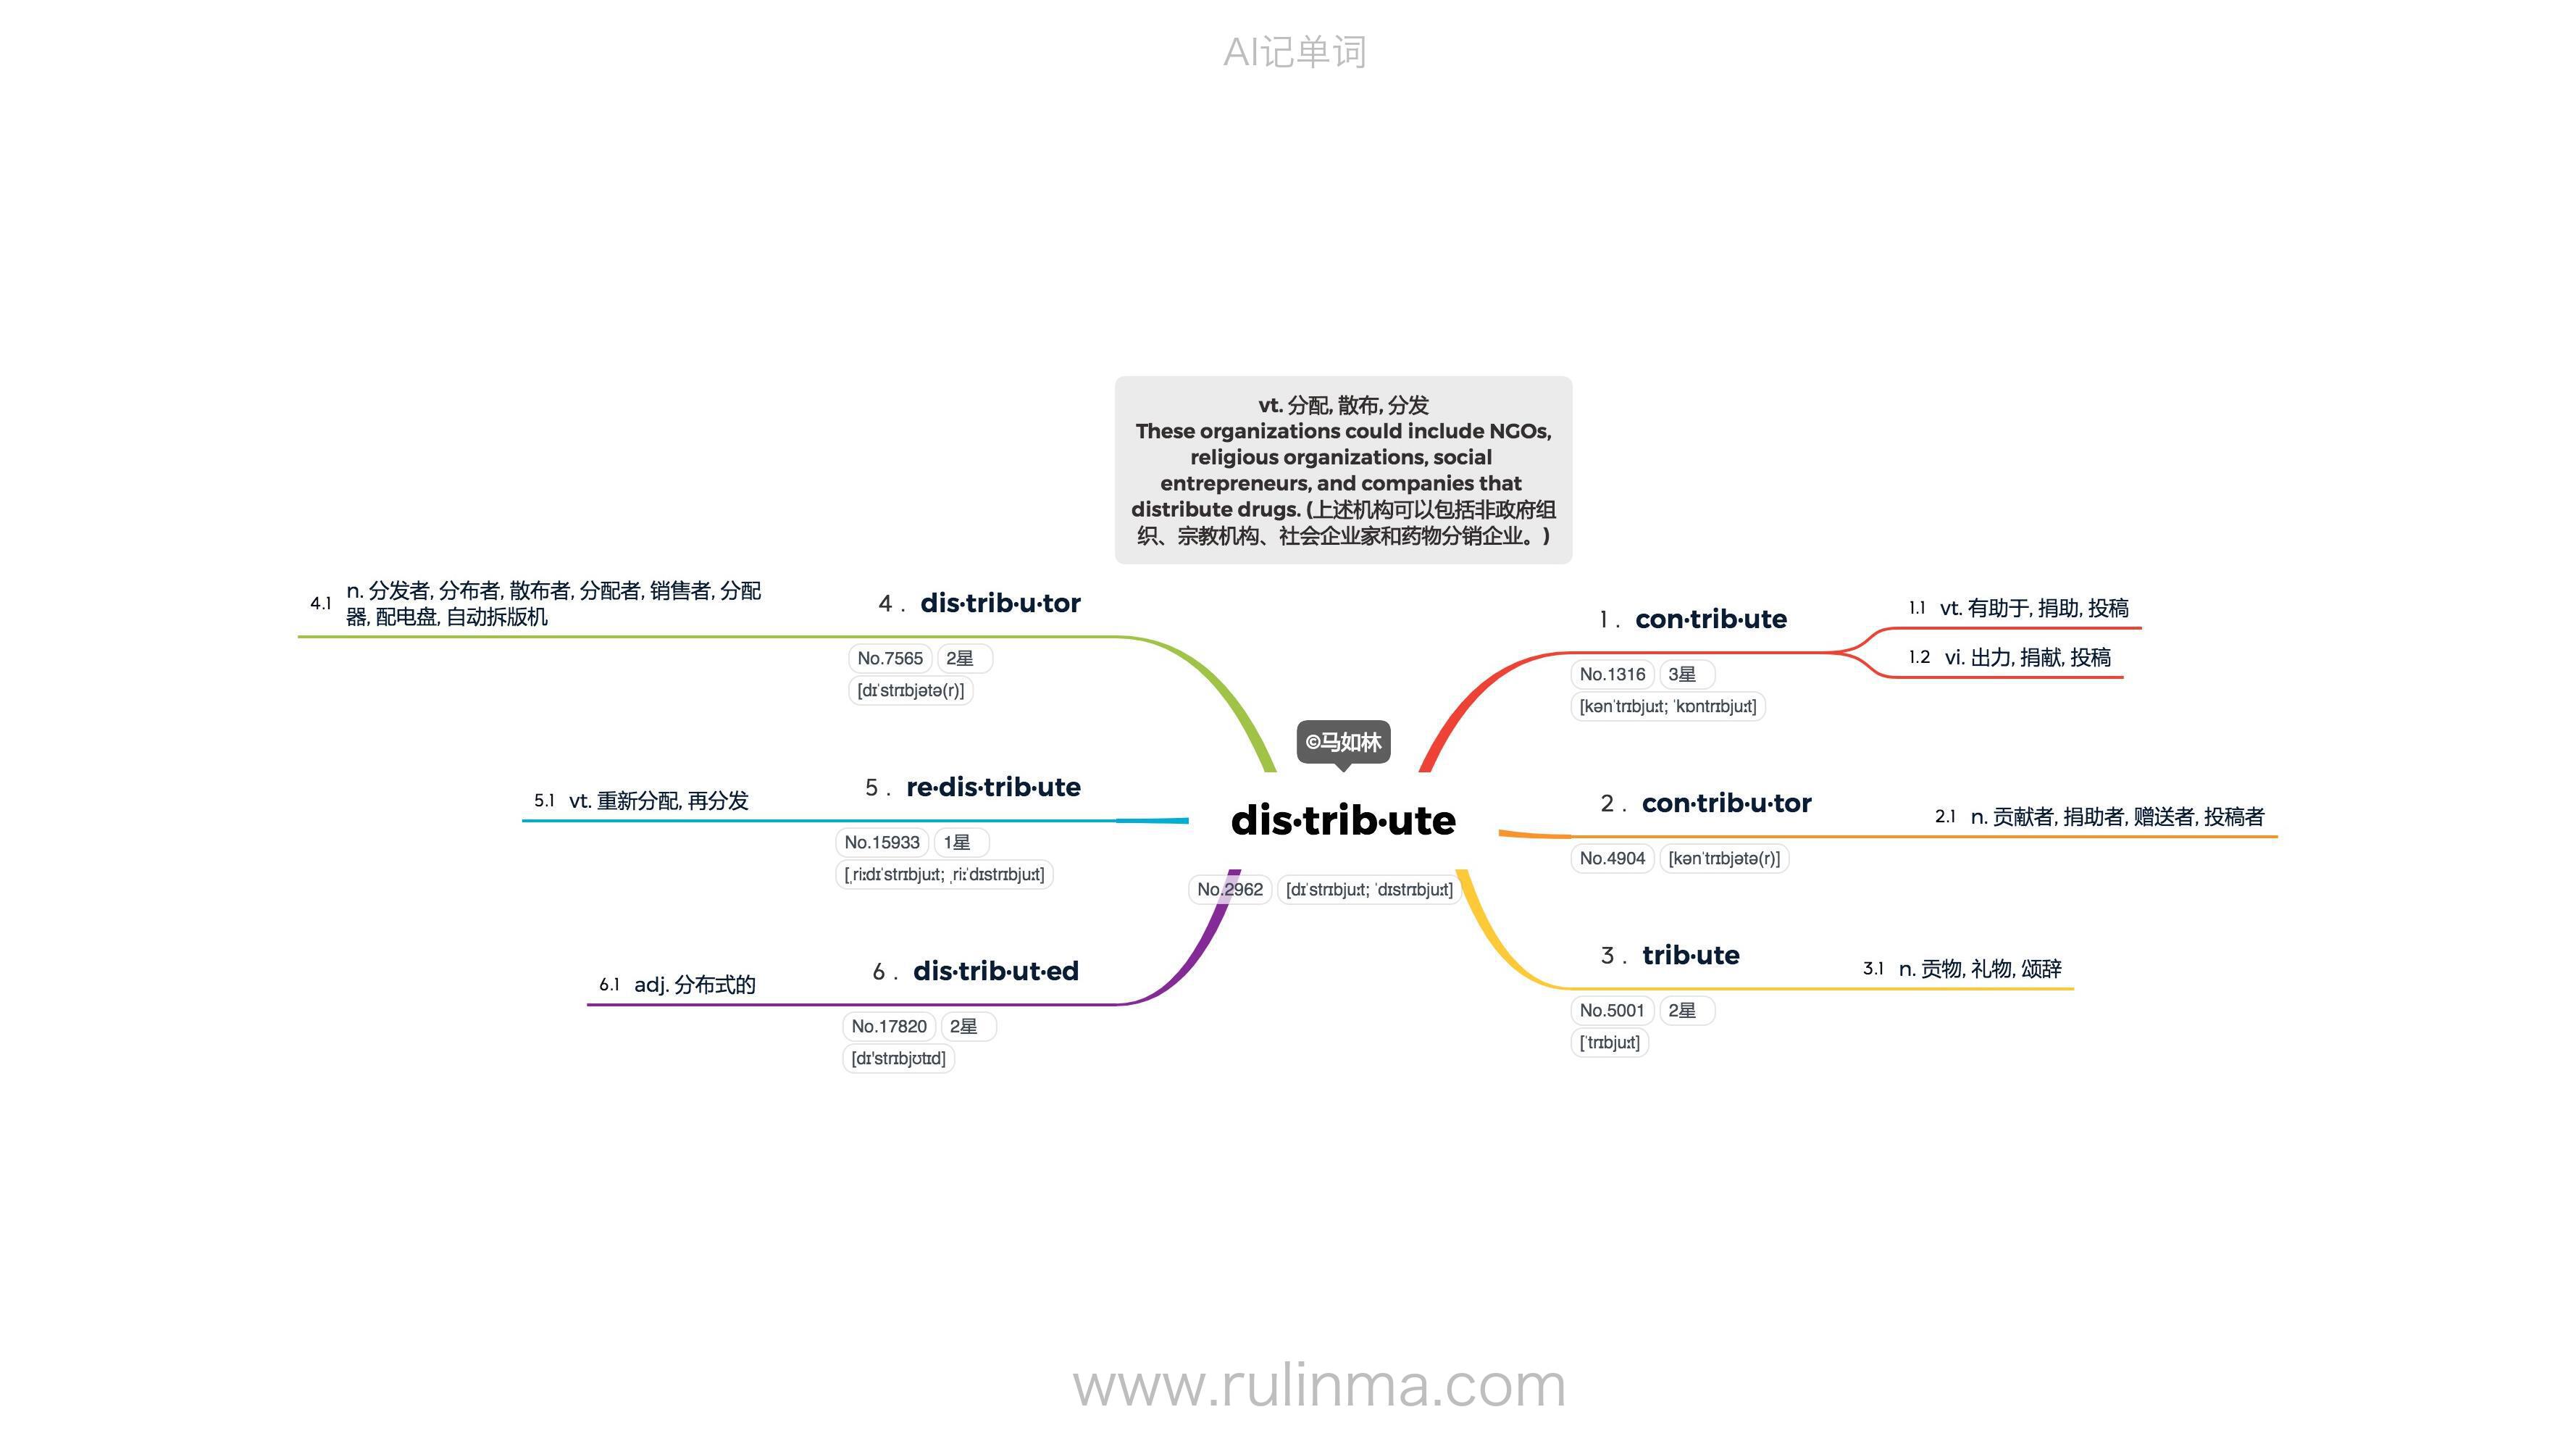 AI记单词
vt. 分配, 散布, 分发
These organizations could include NGOs,
religious organizations, social
entrepreneurs, and companies that
distribute drugs. (上述机构可以包括非政府组
织、宗教机构、社会企业家和药物分销企业。)
©马如林
dis·trib·ute
No.2962 [dɪˈstrɪbjuːt; ˈdɪstrɪbjuːt]
1 . con·trib·ute
No.1316 3星
[kənˈtrɪbjuːt; ˈkɒntrɪbjuːt]
1.1 vt. 有助于, 捐助, 投稿
1.2 vi. 出力, 捐献, 投稿
2 . con·trib·u·tor
No.4904 [kənˈtrɪbjətə(r)]
2.1 n. 贡献者, 捐助者, 赠送者, 投稿者
3 . trib·ute
No.5001 2星
[ˈtrɪbjuːt]
3.1 n. 贡物, 礼物, 颂辞
4 . dis·trib·u·tor
No.7565 2星
[dɪˈstrɪbjətə(r)]
4.1 n. 分发者, 分布者, 散布者, 分配者, 销售者, 分配
器, 配电盘, 自动拆版机
5 . re·dis·trib·ute
No.15933 1星
[ˌriːdɪˈstrɪbjuːt; ˌriːˈdɪstrɪbjuːt]
5.1 vt. 重新分配, 再分发
6 . dis·trib·ut·ed
No.17820 2星
[dɪ'strɪbjʊtɪd]
6.1 adj. 分布式的
www.rulinma.com